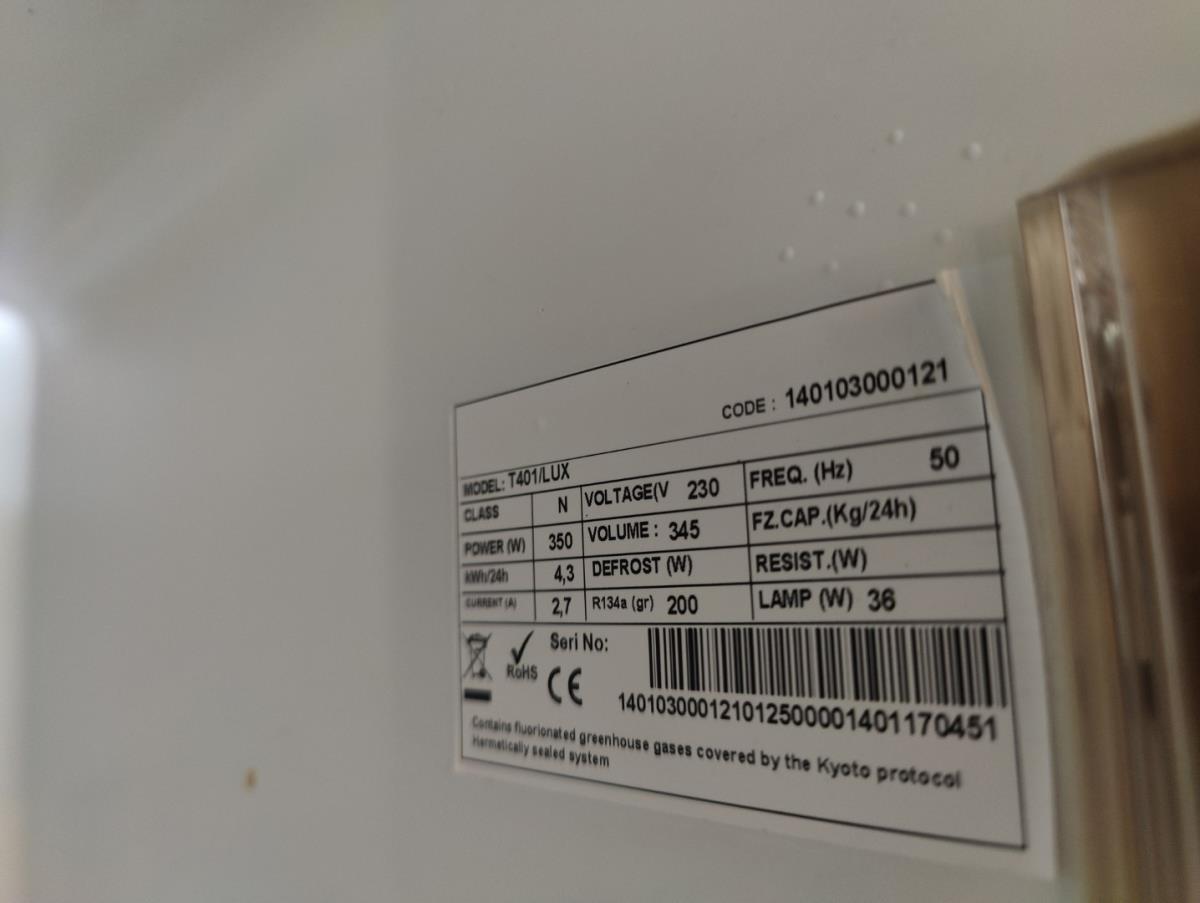 CODE : 140103000121
MODEL: T401/LUX
CLASS N VOLTAGE(V 230 FREQ. (Hz) 50
POWER (W) 350 VOLUME : 345 FZ.CAP.(Kg/24h)
kWh/24h 4,3 DEFROST (W) RESIST.(W)
CURRENT (A) 2,7 R134a (gr) 200 LAMP (W) 36
Seri No:
RoHS CE
140103000121012500001401170451
Contains fluorionated greenhouse gases covered by the Kyoto protocol
Hermetically sealed system